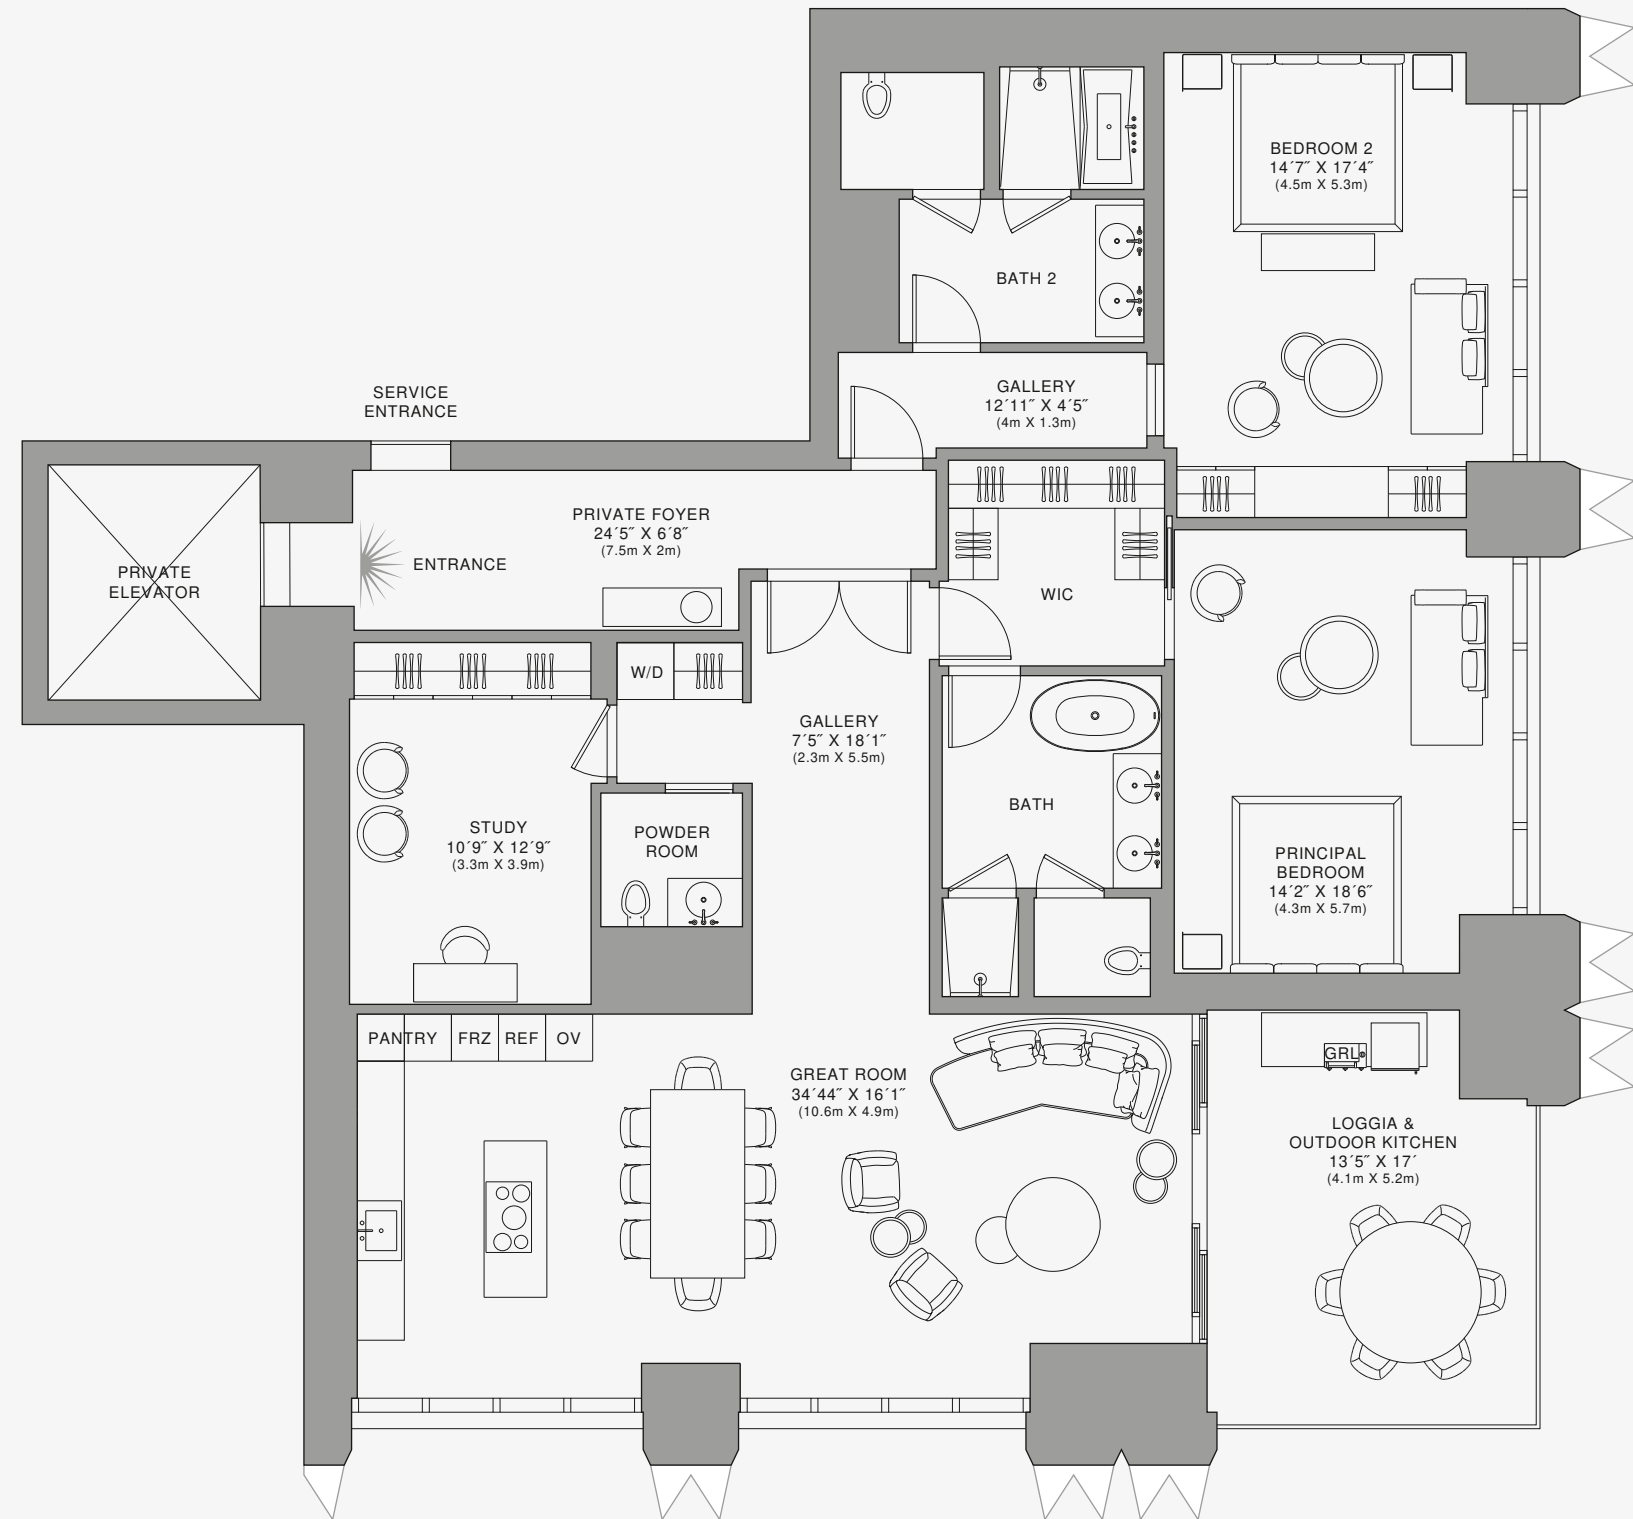 BEDROOM 2
14´7˝ X 17´4˝
(4.5m X 5.3m)
BATH 2
GALLERY
12´11˝ X 4´5˝
(4m X 1.3m)
SERVICE
ENTRANCE
PRIVATE FOYER
24´5˝ X 6´8˝
(7.5m X 2m)
ENTRANCE
PRIVATE
ELEVATOR
WIC
W/D
GALLERY
7´5˝ X 18´1˝
(2.3m X 5.5m)
BATH
STUDY
10´9˝ X 12´9˝
(3.3m X 3.9m)
POWDER
ROOM
PRINCIPAL
BEDROOM
14´2˝ X 18´6˝
(4.3m X 5.7m)
PANTRY
FRZ
REF
OV
GREAT ROOM
34´44˝ X 16´1˝
(10.6m X 4.9m)
GRL
LOGGIA &
OUTDOOR KITCHEN
13´5˝ X 17´
(4.1m X 5.2m)